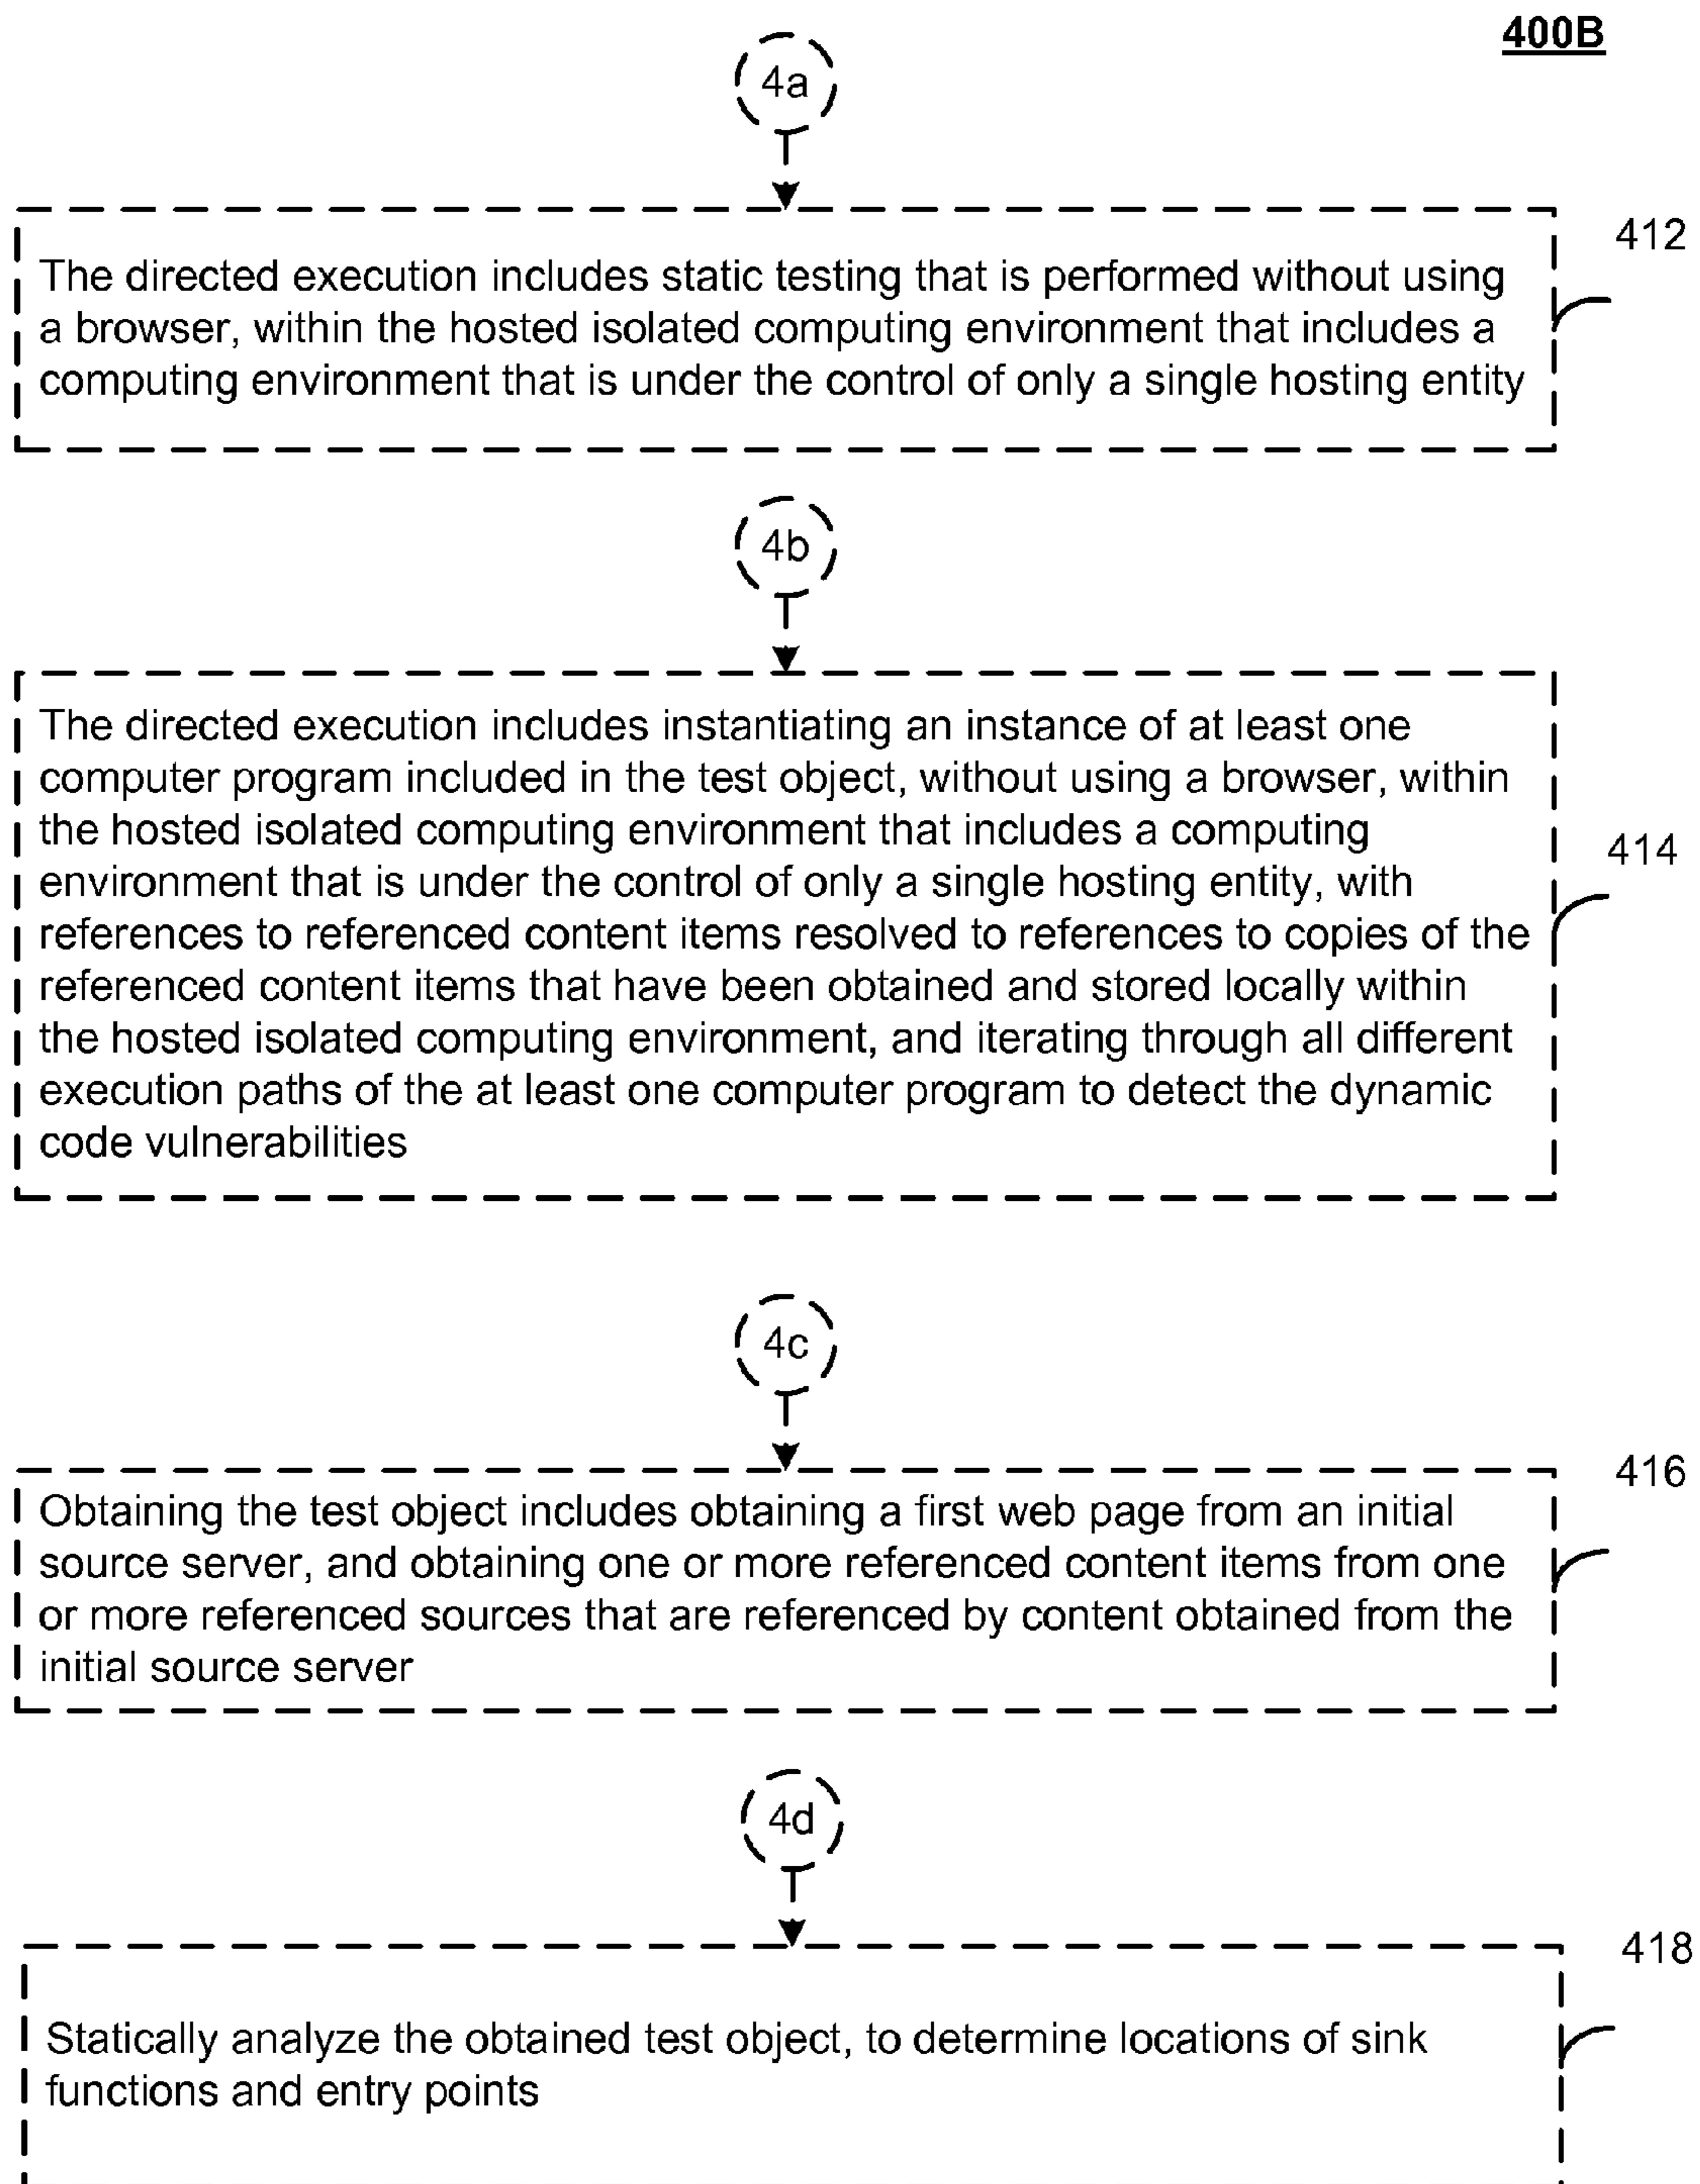 400B
4a
412
The directed execution includes static testing that is performed without using
a browser, within the hosted isolated computing environment that includes a
computing environment that is under the control of only a single hosting entity
4b
The directed execution includes instantiating an instance of at least one
computer program included in the test object, without using a browser, within
the hosted isolated computing environment that includes a computing
414
environment that is under the control of only a single hosting entity, with
references to referenced content items resolved to references to copies of the
referenced content items that have been obtained and stored locally within
the hosted isolated computing environment, and iterating through all different
execution paths of the at least one computer program to detect the dynamic
code vulnerabilities
4c
416
Obtaining the test object includes obtaining a first web page from an initial
source server, and obtaining one or more referenced content items from one
or more referenced sources that are referenced by content obtained from the
initial source server
4d
418
Statically analyze the obtained test object, to determine locations of sink
functions and entry points